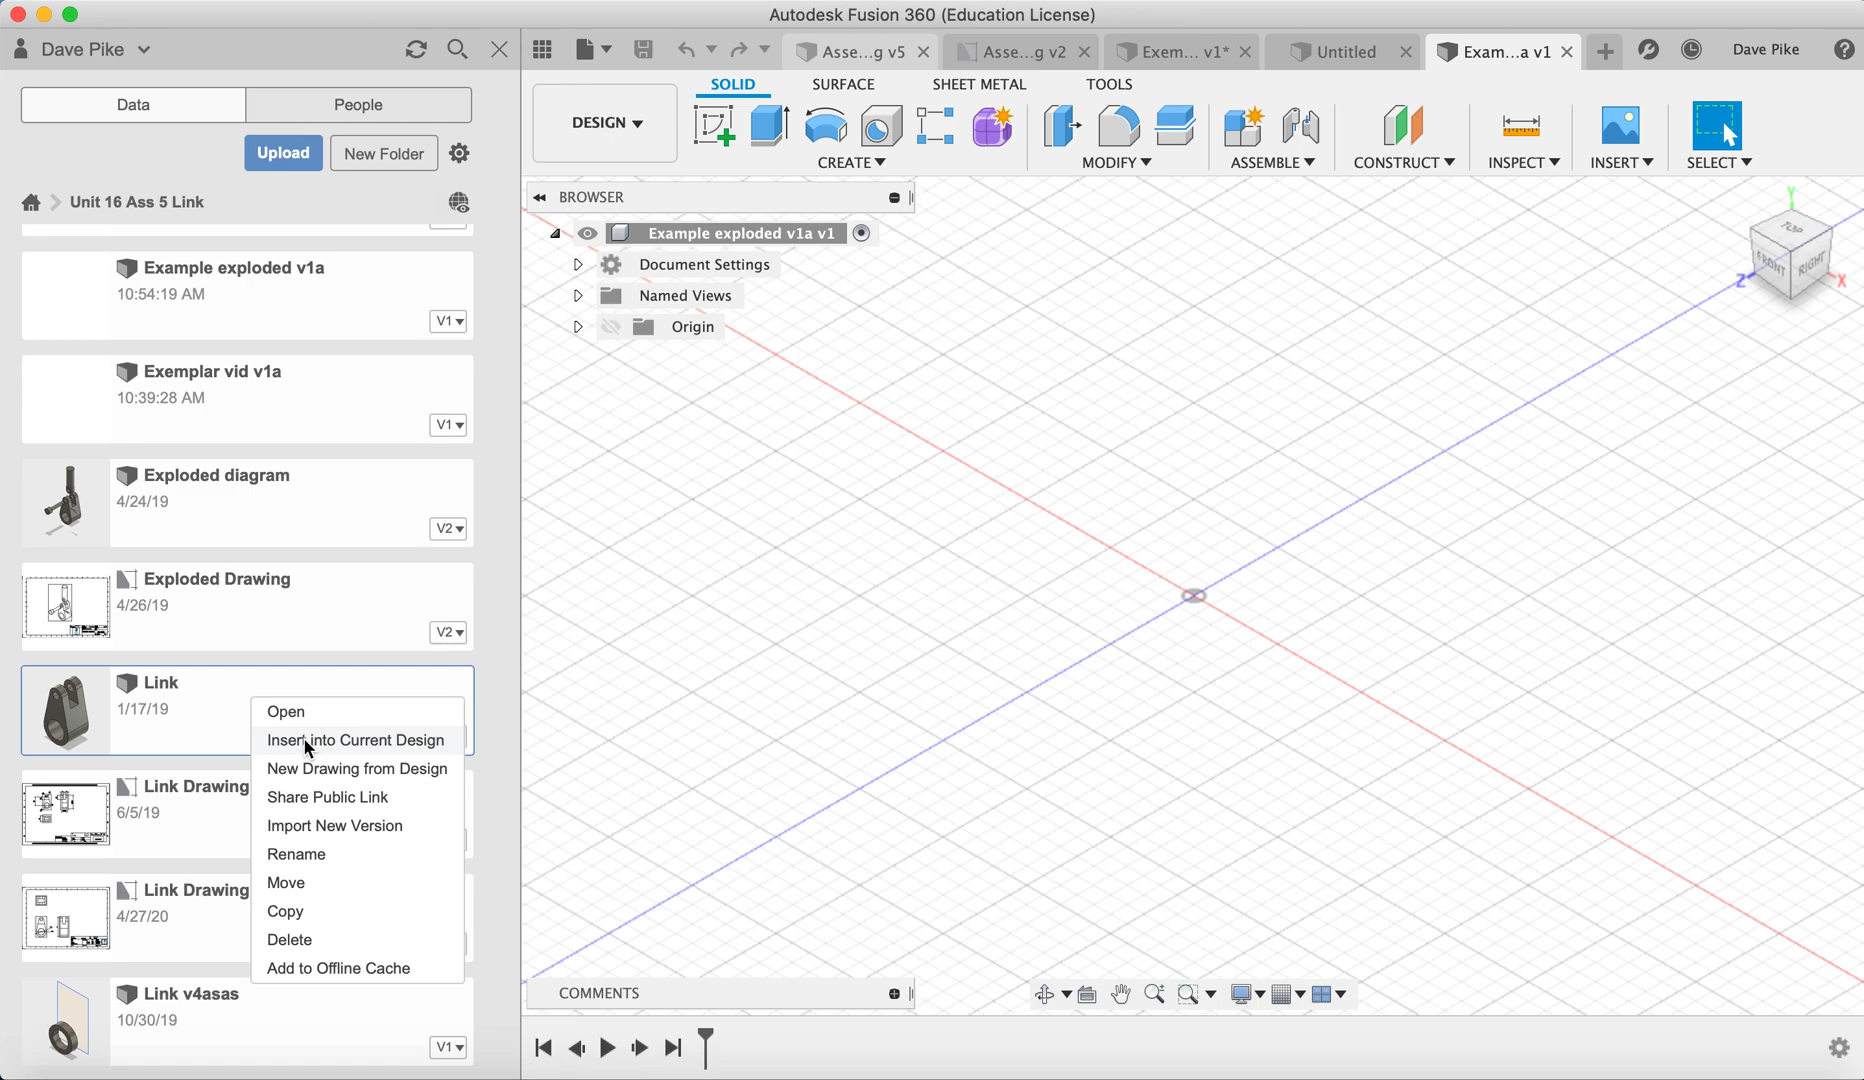 Autodesk Fusion 360 (Education License)
Dave Pike
Asse...g v5
Asse...g v2
Exem... v1*
Untitled
Exam...a v1
Dave Pike
Data
People
SOLID
SURFACE
SHEET METAL
TOOLS
Upload
New Folder
DESIGN
CREATE
MODIFY
ASSEMBLE
CONSTRUCT
INSPECT
INSERT
SELECT
Unit 16 Ass 5 Link
BROWSER
Example exploded v1a v1
Document Settings
Named Views
Origin
Y
TOP
FRONT
RIGHT
Z
X
Example exploded v1a
10:54:19 AM
V1
Exemplar vid v1a
10:39:28 AM
V1
Exploded diagram
4/24/19
V2
Exploded Drawing
4/26/19
V2
Link
1/17/19
Open
Insert into Current Design
New Drawing from Design
Share Public Link
Import New Version
Rename
Move
Copy
Delete
Add to Offline Cache
Link Drawing
6/5/19
Link Drawing
4/27/20
Link v4asas
10/30/19
V1
COMMENTS